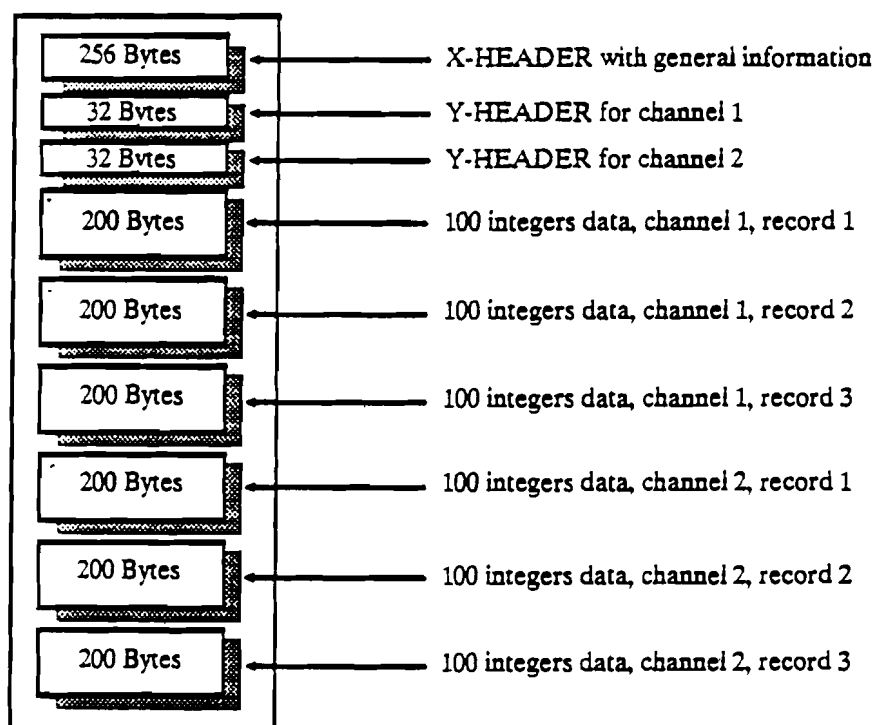 256 Bytes X-HEADER with general information
32 Bytes Y-HEADER for channel 1
32 Bytes Y-HEADER for channel 2
200 Bytes 100 integers data, channel 1, record 1
200 Bytes 100 integers data, channel 1, record 2
200 Bytes 100 integers data, channel 1, record 3
200 Bytes 100 integers data, channel 2, record 1
200 Bytes 100 integers data, channel 2, record 2
200 Bytes 100 integers data, channel 2, record 3